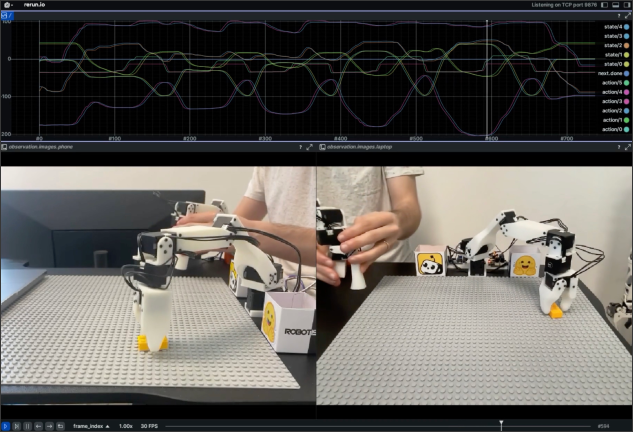 rerun.io
Listening on TCP port 9876
100
0
-100
200
#0
#100
#200
#300
#400
#500
#600
#700
state/4
state/3
state/2
state/1
state/0
next.done
action/5
action/4
action/3
action/2
action/1
action/0
observation.images.phone
?
observation.images.laptop
?
ROBOTS
frame_index
1.00x
30 FPS
#594